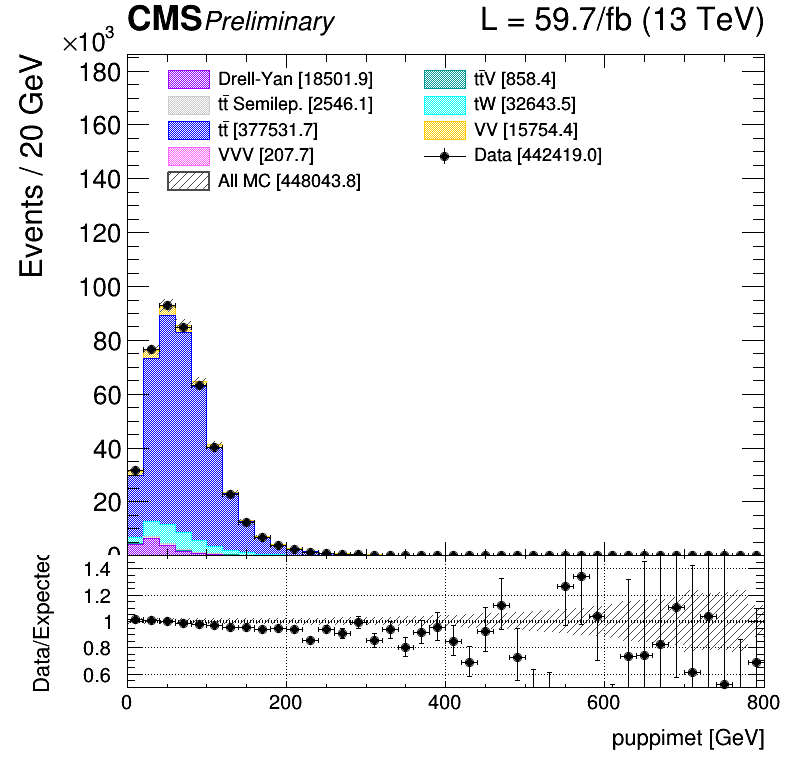 CMS Preliminary L = 59.7/fb (13 TeV)
×10³
Events / 20 GeV
180
160
140
120
100
80
60
40
20
0
Drell-Yan [18501.9]
tt̄ Semilep. [2546.1]
tt̄ [377531.7]
VVV [207.7]
All MC [448043.8]
tt̄V [858.4]
tW [32643.5]
VV [15754.4]
Data [442419.0]
Data/Expected
1.4
1.2
1
0.8
0.6
0 200 400 600 800
puppimet [GeV]